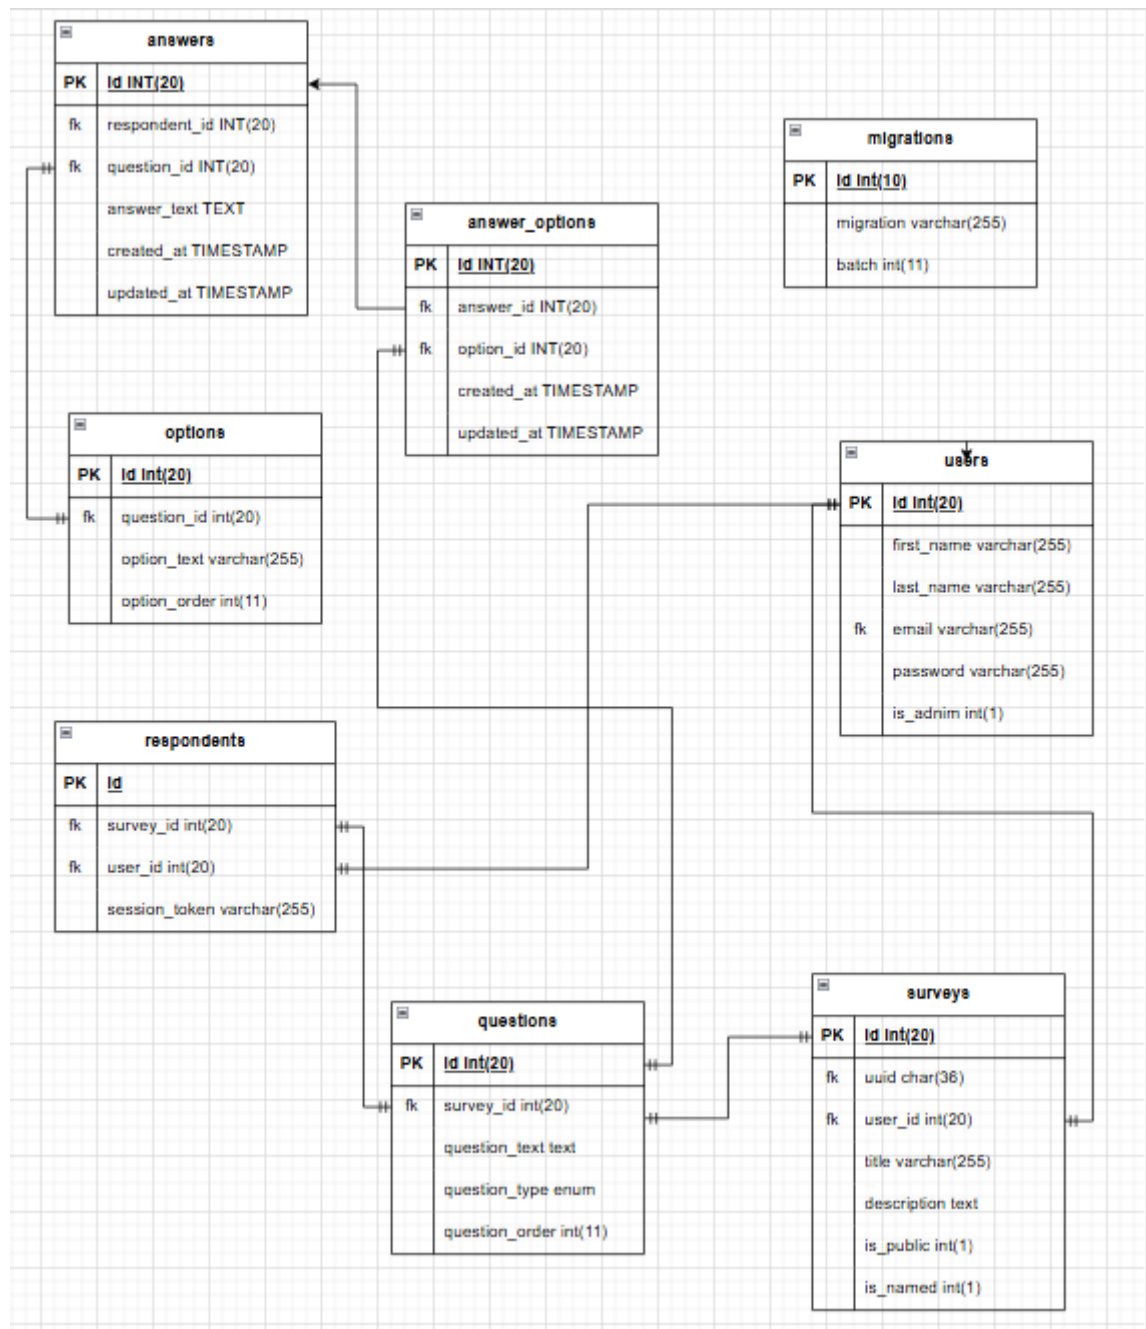 answers
PK Id INT(20)
fk respondent_id INT(20)
fk question_id INT(20)
answer_text TEXT
created_at TIMESTAMP
updated_at TIMESTAMP
migrations
PK Id Int(10)
migration varchar(255)
batch int(11)
answer_options
PK Id INT(20)
fk answer_id INT(20)
fk option_id INT(20)
created_at TIMESTAMP
updated_at TIMESTAMP
options
PK Id Int(20)
fk question_id int(20)
option_text varchar(255)
option_order int(11)
users
PK Id Int(20)
first_name varchar(255)
last_name varchar(255)
fk email varchar(255)
password varchar(255)
is_adnim int(1)
respondents
PK Id
fk survey_id int(20)
fk user_id int(20)
session_token varchar(255)
questions
PK Id Int(20)
fk survey_id int(20)
question_text text
question_type enum
question_order int(11)
surveys
PK Id Int(20)
fk uuid char(36)
fk user_id int(20)
title varchar(255)
description text
is_public int(1)
is_named int(1)